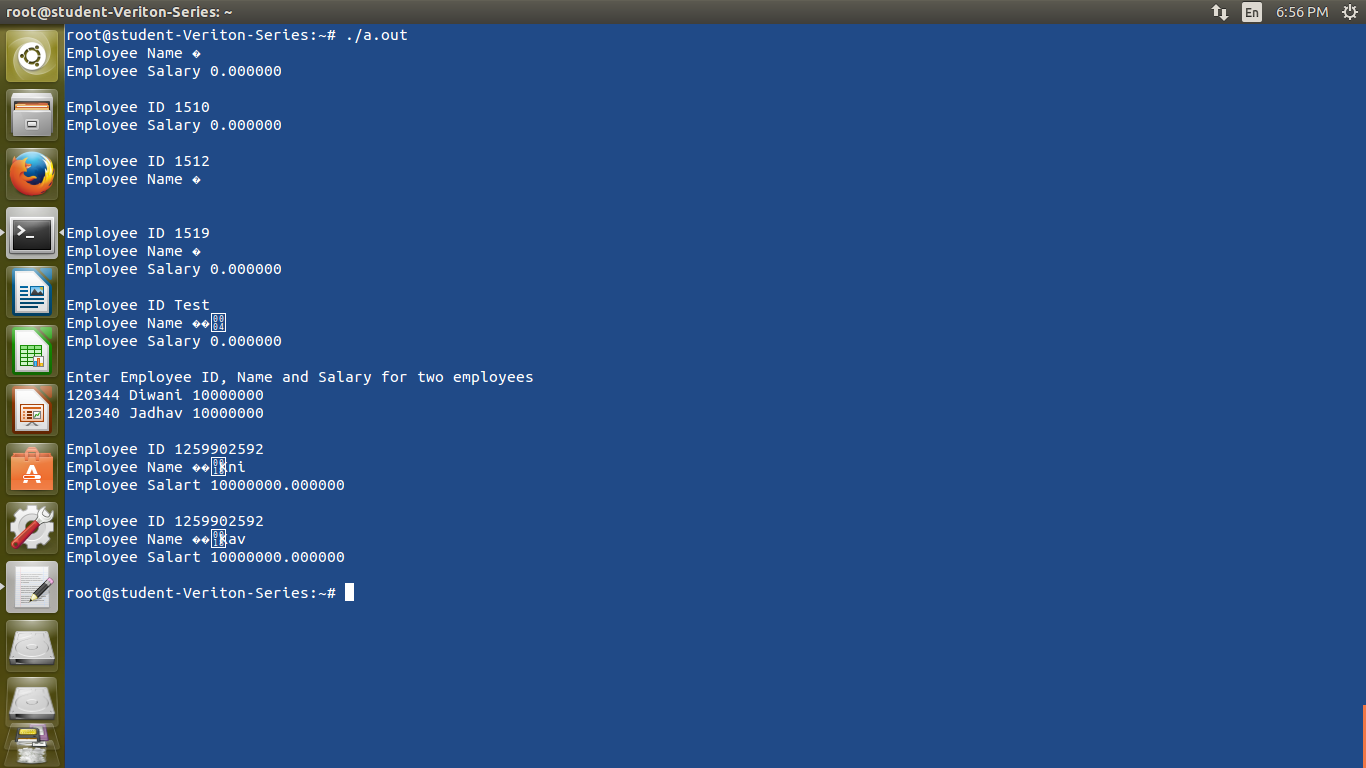 root@student-Veriton-Series: ~
En
6:56 PM
root@student-Veriton-Series:~# ./a.out
Employee Name �
Employee Salary 0.000000
Employee ID 1510
Employee Salary 0.000000
Employee ID 1512
Employee Name �
Employee ID 1519
Employee Name �
Employee Salary 0.000000
Employee ID Test
Employee Name ��
Employee Salary 0.000000
Enter Employee ID, Name and Salary for two employees
120344 Diwani 10000000
120340 Jadhav 10000000
Employee ID 1259902592
Employee Name �� ni
Employee Salart 10000000.000000
Employee ID 1259902592
Employee Name �� av
Employee Salart 10000000.000000
root@student-Veriton-Series:~#